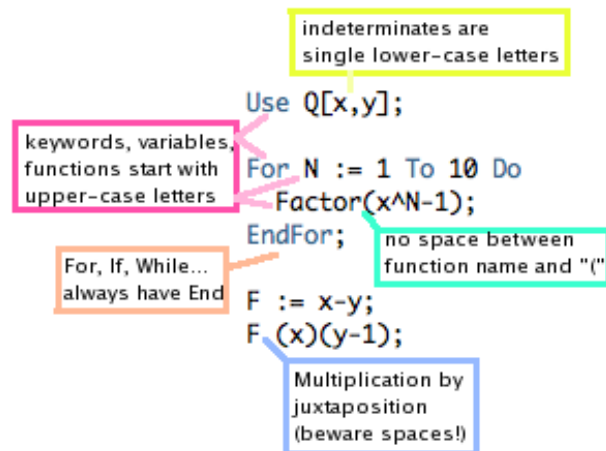 indeterminates are
single lower-case letters
Use Q[x,y];
keywords, variables,
functions start with
upper-case letters
For N := 1 To 10 Do
Factor(x^N-1);
EndFor;
no space between
function name and "("
For, If, While...
always have End
F := x-y;
F (x)(y-1);
Multiplication by
juxtaposition
(beware spaces!)